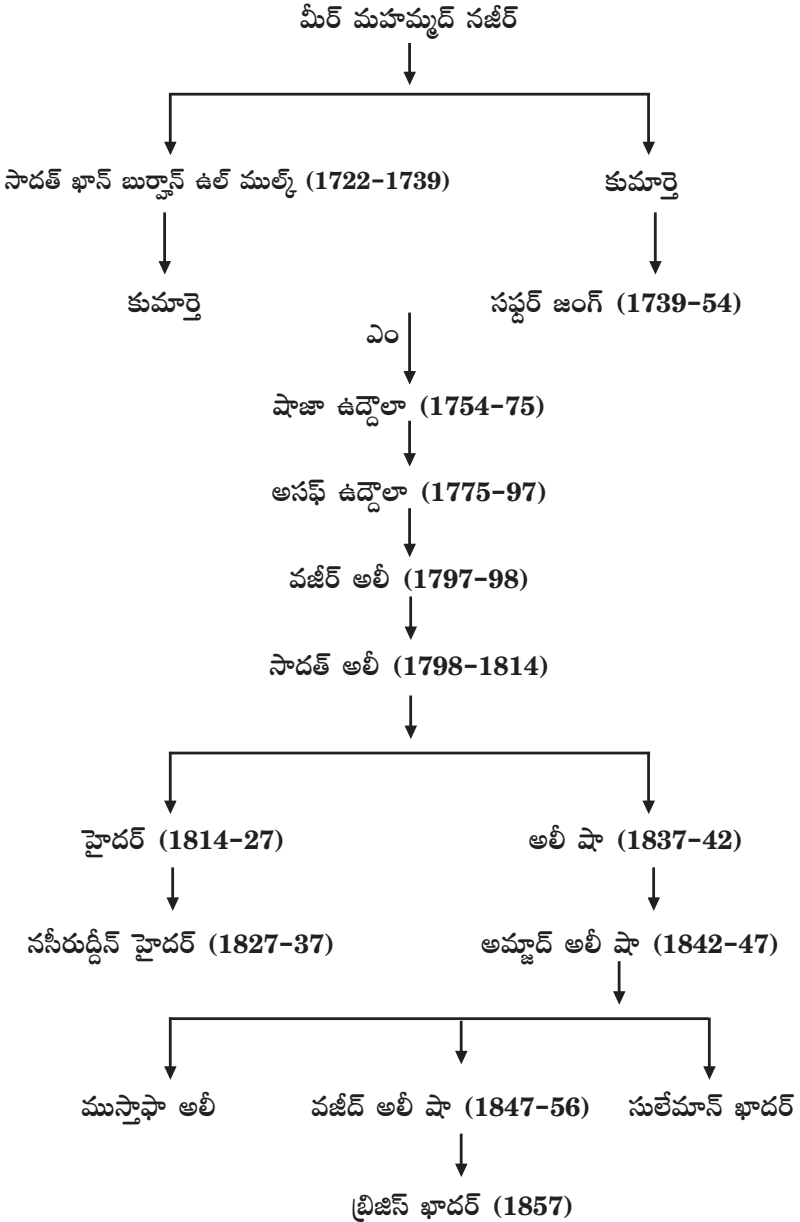 మీర్ మహమ్మద్ నజీర్
సాదత్ ఖాన్ బుర్హాన్ ఉల్ ముల్క్ (1722-1739) కుమార్తె
కుమార్తె సఫ్దర్ జంగ్ (1739-54)
ఎం
షాజా ఉద్దౌలా (1754-75)
అసఫ్ ఉద్దౌలా (1775-97)
వజీర్ అలీ (1797-98)
సాదత్ అలీ (1798-1814)
హైదర్ (1814-27) అలీ షా (1837-42)
నసీరుద్దీన్ హైదర్ (1827-37) అమ్జాద్ అలీ షా (1842-47)
ముస్తాఫా అలీ వజీద్ అలీ షా (1847-56) సులేమాన్ ఖాదర్
బ్రిజిస్ ఖాదర్ (1857)